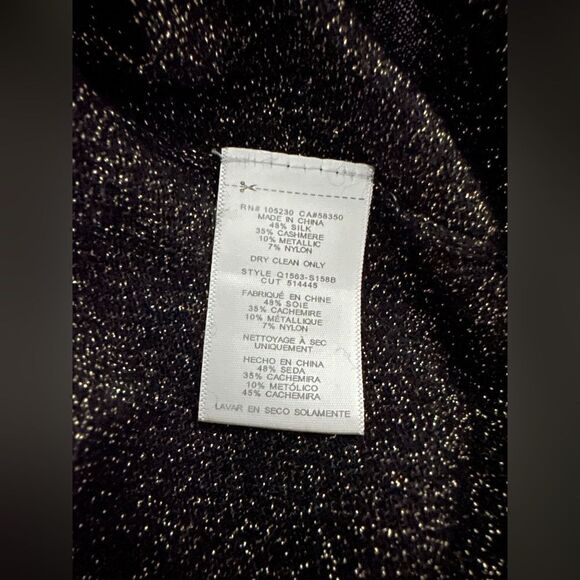 RN# 105230 CA#58350
MADE IN CHINA
48% SILK
35% CASHMERE
10% METALLIC
7% NYLON
DRY CLEAN ONLY
STYLE Q1563-S158B
CUT 514445
FABRIQUÉ EN CHINE
48% SOIE
35% CACHEMIRE
10% MÉTALLIQUE
7% NYLON
NETTOYAGE À SEC
UNIQUEMENT
HECHO EN CHINA
48% SEDA
35% CACHEMIRA
10% METÓLICO
45% CACHEMIRA
LAVAR EN SECO SOLAMENTE